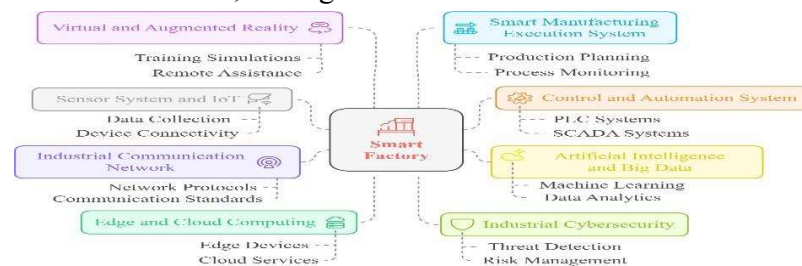 Virtual and Augmented Reality
Training Simulations
Remote Assistance
Sensor System and IoT
Data Collection
Device Connectivity
Industrial Communication
Network
Network Protocols
Communication Standards
Edge and Cloud Computing
Edge Devices
Cloud Services
Smart
Factory
Smart Manufacturing
Execution System
Production Planning
Process Monitoring
Control and Automation System
PLC Systems
SCADA Systems
Artificial Intelligence
and Big Data
Machine Learning
Data Analytics
Industrial Cybersecurity
Threat Detection
Risk Management